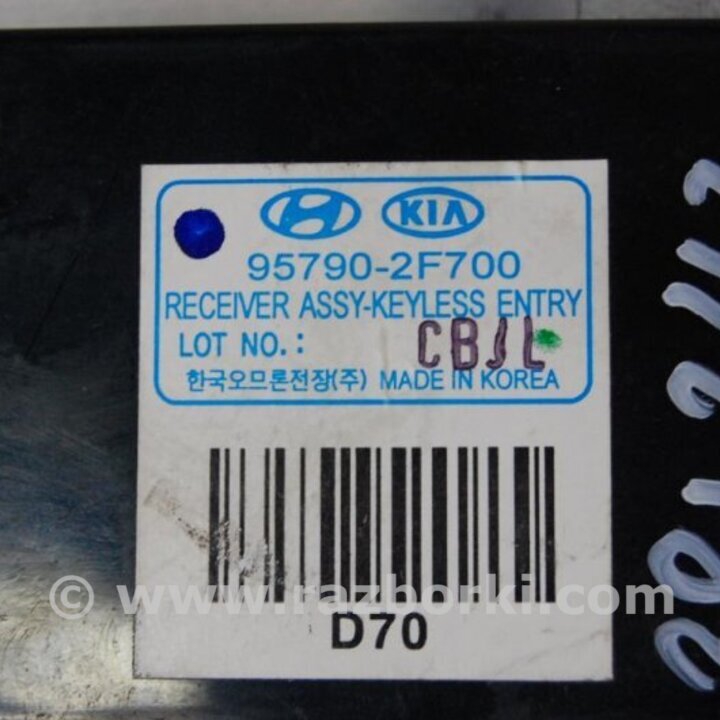 KIA
95790-2F700
RECEIVER ASSY-KEYLESS ENTRY
LOT NO.: CBJL
한국오므론전장(주) MADE IN KOREA
D70
© www.razborki.com